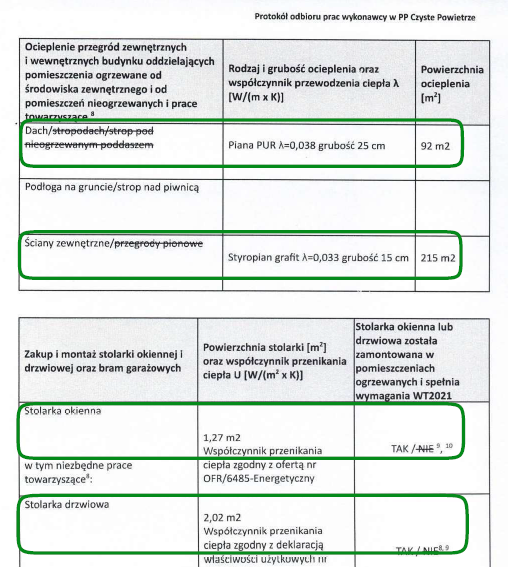 Protokół odbioru prac wykonawcy w PP Czyste Powietrze
Ocieplenie przegród zewnętrznych
i wewnętrznych budynku oddzielających
pomieszczenia ogrzewane od
środowiska zewnętrznego i od
pomieszczeń nieogrzewanych i prace
towarzyszące 8
Rodzaj i grubość ocieplenia oraz
współczynnik przewodzenia ciepła λ
[W/(m x K)]
Powierzchnia
ocieplenia
[m²]
Dach/stropodach/strop pod
nieogrzewanym poddaszem
Piana PUR λ=0,038 grubość 25 cm
92 m2
Podłoga na gruncie/strop nad piwnicą
Ściany zewnętrzne/przegrody pionowe
Styropian grafit λ=0,033 grubość 15 cm
215 m2
Zakup i montaż stolarki okiennej i
drzwiowej oraz bram garażowych
Powierzchnia stolarki [m²]
oraz współczynnik przenikania
ciepła U [W/(m² x K)]
Stolarka okienna lub
drzwiowa została
zamontowana w
pomieszczeniach
ogrzewanych i spełnia
wymagania WT2021
Stolarka okienna
w tym niezbędne prace
towarzyszące⁸:
1,27 m2
Współczynnik przenikania
ciepła zgodny z ofertą nr
OFR/6485-Energetyczny
TAK /NIE ⁹, ¹⁰
Stolarka drzwiowa
2,02 m2
Współczynnik przenikania
ciepła zgodny z deklaracją
właściwości użytkowych nr
TAK / NIE⁸,⁹